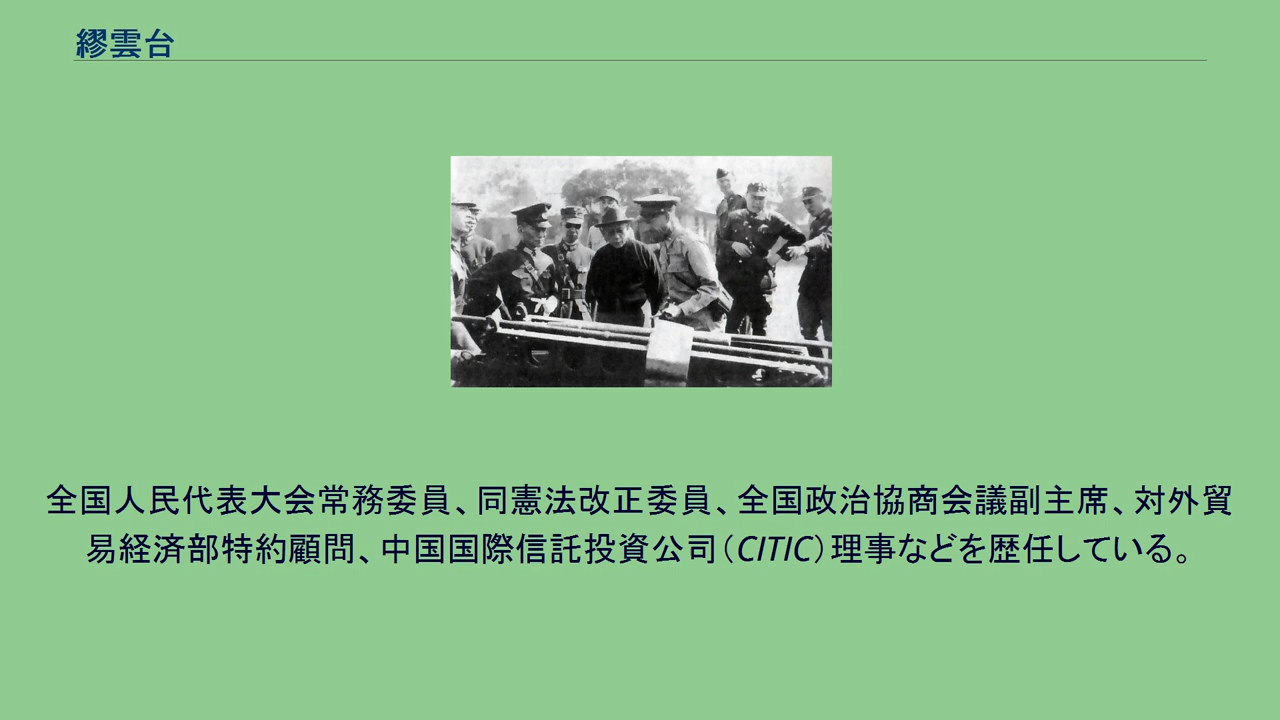 繆雲台
全国人民代表大会常務委員、同憲法改正委員、全国政治協商会議副主席、対外貿
易経済部特約顧問、中国国際信託投資公司（CITIC）理事などを歴任している。